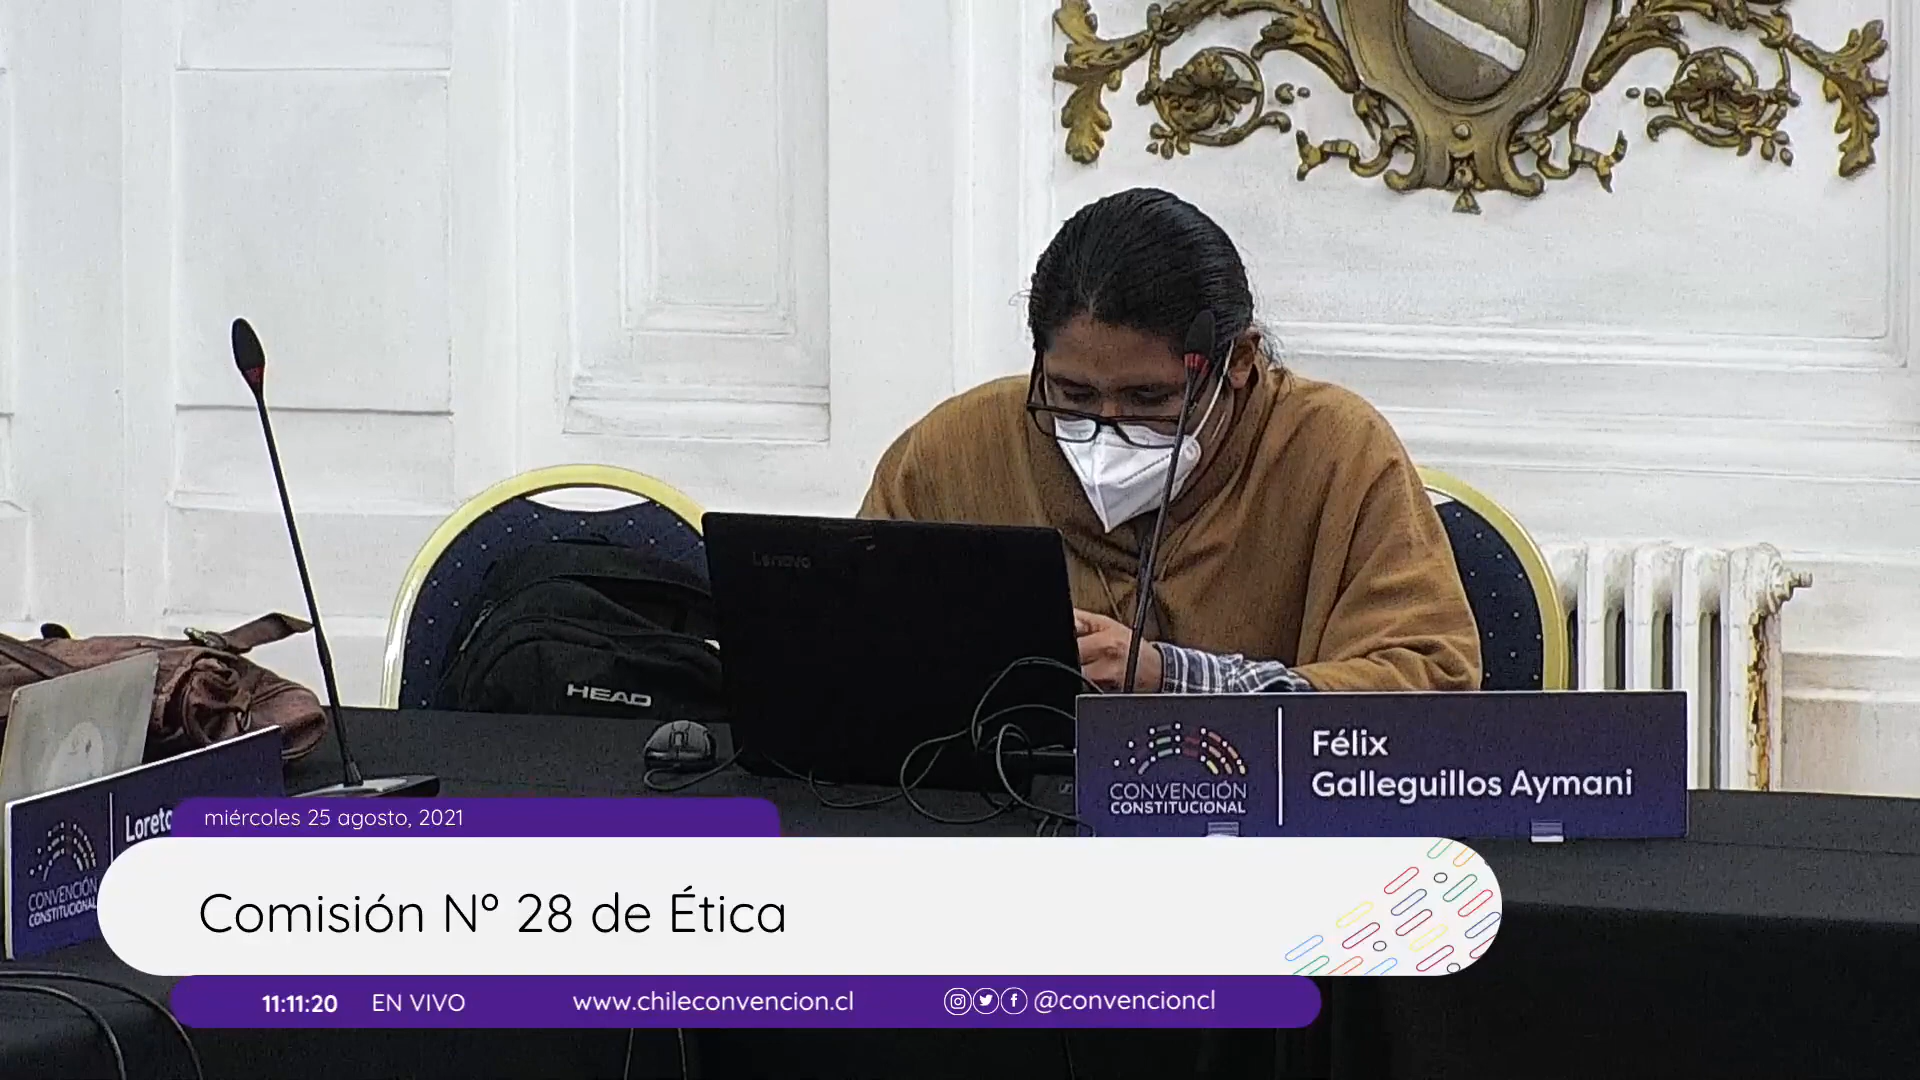 Lenovo
HEAD
CONVENCIÓN
CONSTITUCIONAL
Félix
Galleguillos Aymani
Loreto
CONVENCIÓN
CONSTITUCIONAL
miércoles 25 agosto, 2021
Comisión N° 28 de Ética
11:11:20 EN VIVO www.chileconvencion.cl @convencioncl